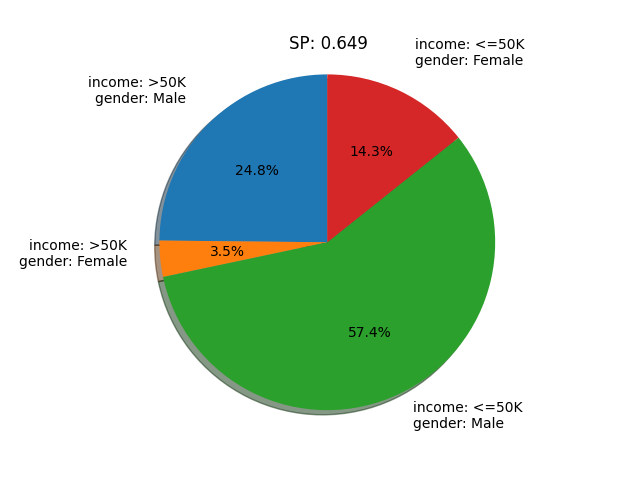 SP: 0.649
income: <=50K
gender: Female
income: >50K
gender: Male
14.3%
24.8%
income: >50K
gender: Female
3.5%
57.4%
income: <=50K
gender: Male